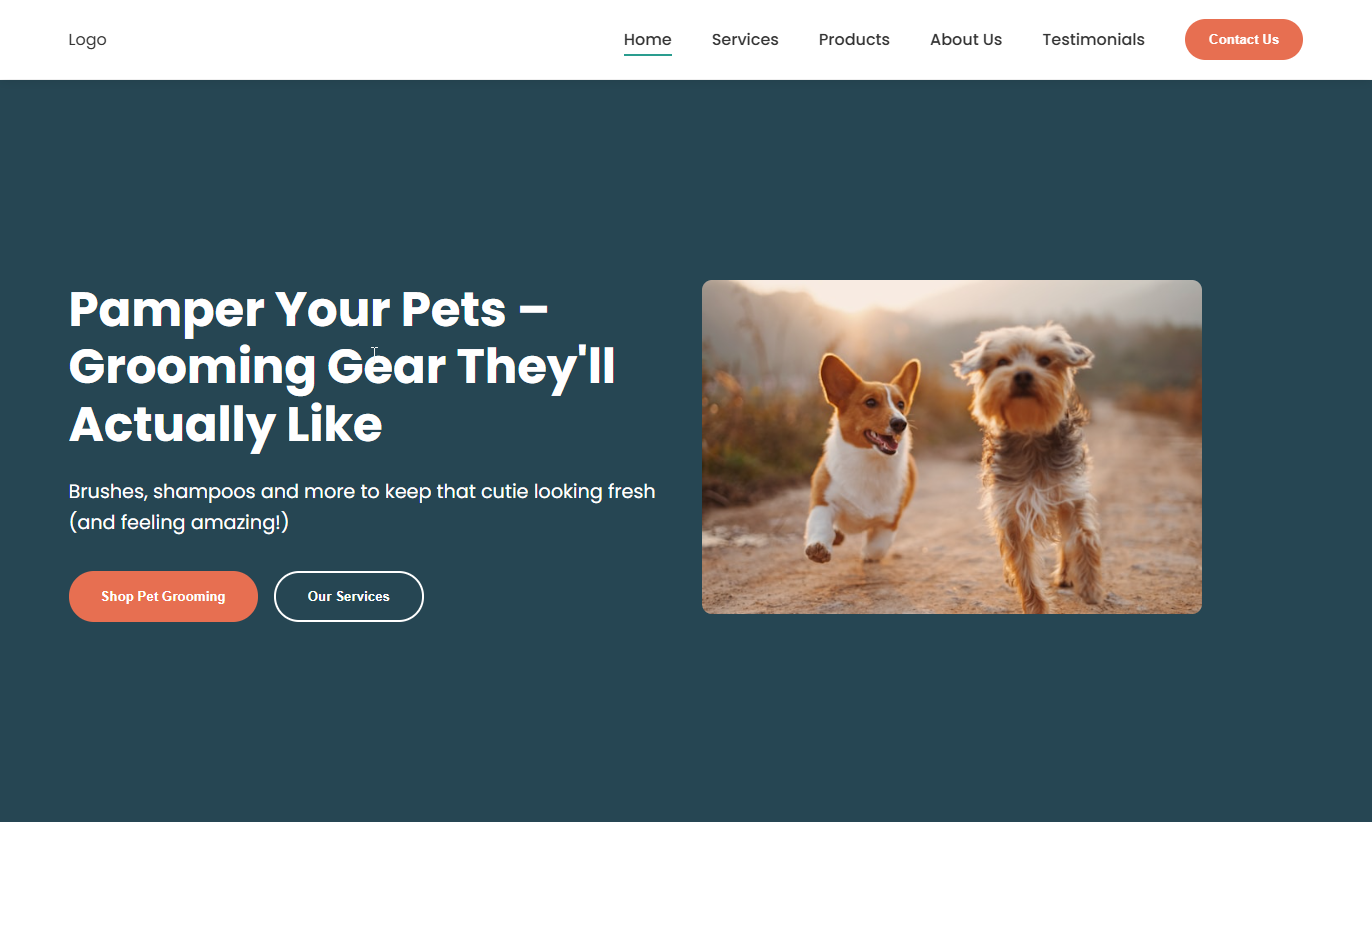 Logo
Home
Services
Products
About Us
Testimonials
Contact Us
Pamper Your Pets –
Grooming Gear They'll
Actually Like
Brushes, shampoos and more to keep that cutie looking fresh
(and feeling amazing!)
Shop Pet Grooming
Our Services